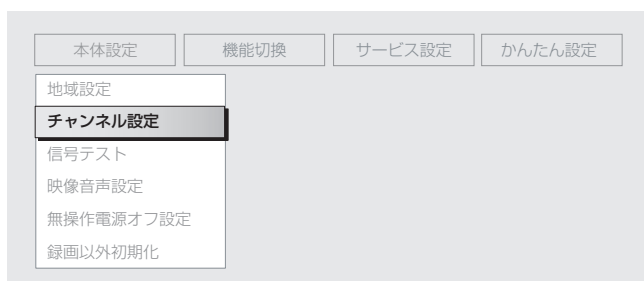 本体設定 機能切換 サービス設定 かんたん設定
地域設定
チャンネル設定
信号テスト
映像音声設定
無操作電源オフ設定
録画以外初期化